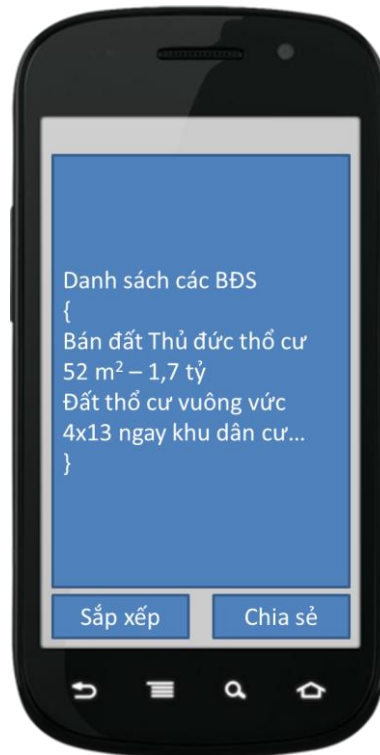 Danh sách các BĐS
{
Bán đất Thủ đức thổ cư
52 m² – 1,7 tỷ
Đất thổ cư vuông vức
4x13 ngay khu dân cư...
}
Sắp xếp
Chia sẻ